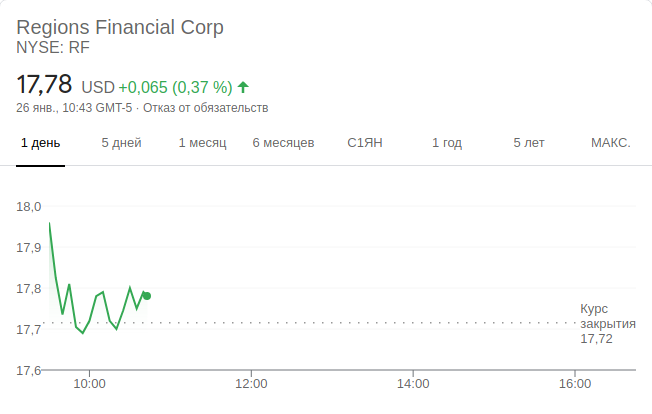 Regions Financial Corp
NYSE: RF
17,78 USD +0,065 (0,37 %)
26 янв., 10:43 GMT-5 · Отказ от обязательств
1 день 5 дней 1 месяц 6 месяцев С1ЯН 1 год 5 лет МАКС.
18,0
17,9
17,8
17,7
17,6
Курс
закрытия
17,72
10:00 12:00 14:00 16:00